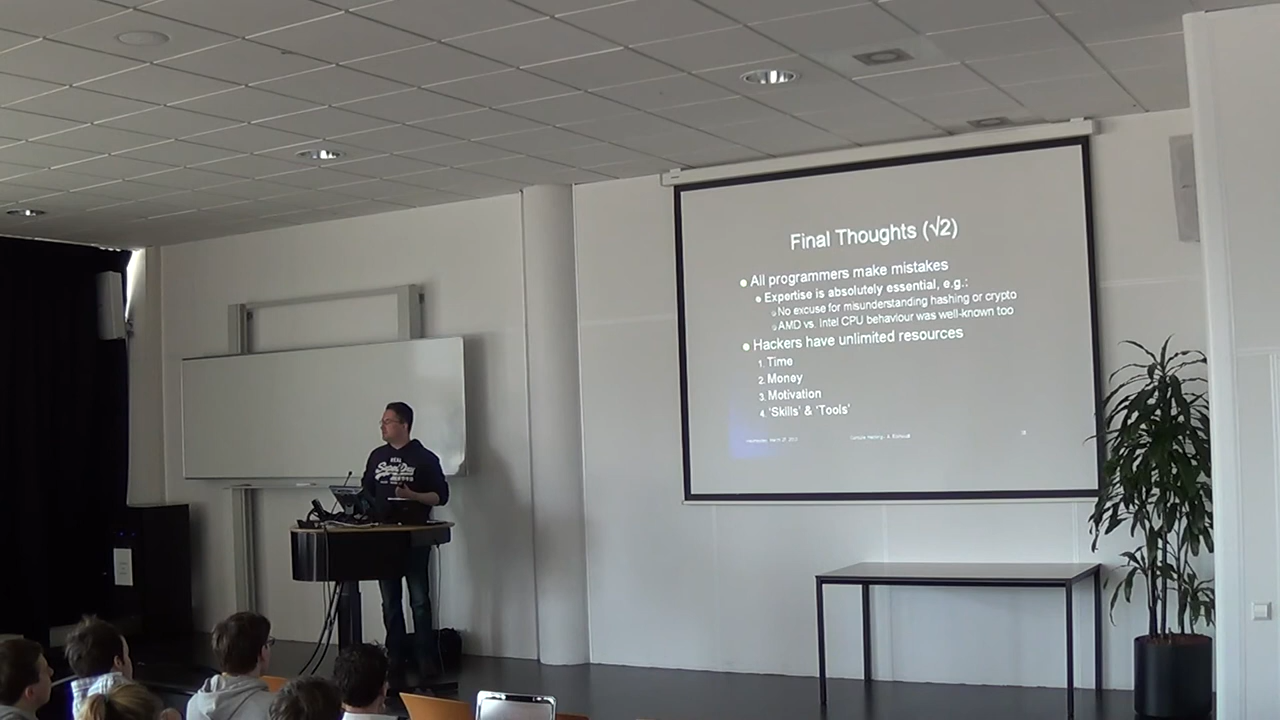 Final Thoughts (√2)
All programmers make mistakes
Expertise is absolutely essential, e.g.:
No excuse for misunderstanding hashing or crypto
AMD vs. Intel CPU behaviour was well-known too
Hackers have unlimited resources
1. Time
2. Money
3. Motivation
4. 'Skills' & 'Tools'
REAL